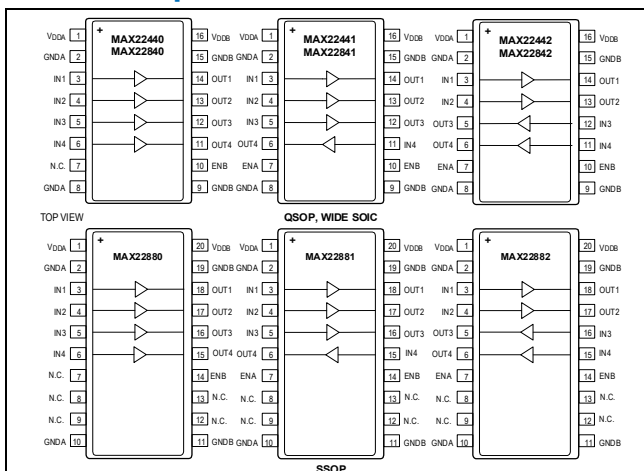 MAX22440 MAX22441 MAX22442
MAX22840 MAX22841 MAX22842
VDDA 1 16 VDDB VDDA 1 16 VDDB VDDA 1 16 VDDB
GNDA 2 15 GNDB GNDA 2 15 GNDB GNDA 2 15 GNDB
IN1 3 14 OUT1 IN1 3 14 OUT1 IN1 3 14 OUT1
IN2 4 13 OUT2 IN2 4 13 OUT2 IN2 4 13 OUT2
IN3 5 12 OUT3 IN3 5 12 OUT3 OUT3 5 12 IN3
IN4 6 11 OUT4 OUT4 6 11 IN4 OUT4 6 11 IN4
N.C. 7 10 ENB ENA 7 10 ENB ENA 7 10 ENB
GNDA 8 9 GNDB GNDA 8 9 GNDB GNDA 8 9 GNDB
TOP VIEW QSOP, WIDE SOIC
MAX22880 MAX22881 MAX22882
VDDA 1 20 VDDB VDDA 1 20 VDDB VDDA 1 20 VDDB
GNDA 2 19 GNDB GNDA 2 19 GNDB GNDA 2 19 GNDB
IN1 3 18 OUT1 IN1 3 18 OUT1 IN1 3 18 OUT1
IN2 4 17 OUT2 IN2 4 17 OUT2 IN2 4 17 OUT2
IN3 5 16 OUT3 IN3 5 16 OUT3 OUT3 5 16 IN3
IN4 6 15 OUT4 OUT4 6 15 IN4 OUT4 6 15 IN4
N.C. 7 14 ENB ENA 7 14 ENB ENA 7 14 ENB
N.C. 8 13 N.C. N.C. 8 13 N.C. N.C. 8 13 N.C.
N.C. 9 12 N.C. N.C. 9 12 N.C. N.C. 9 12 N.C.
GNDA 10 11 GNDB GNDA 10 11 GNDB GNDA 10 11 GNDB
SSOP